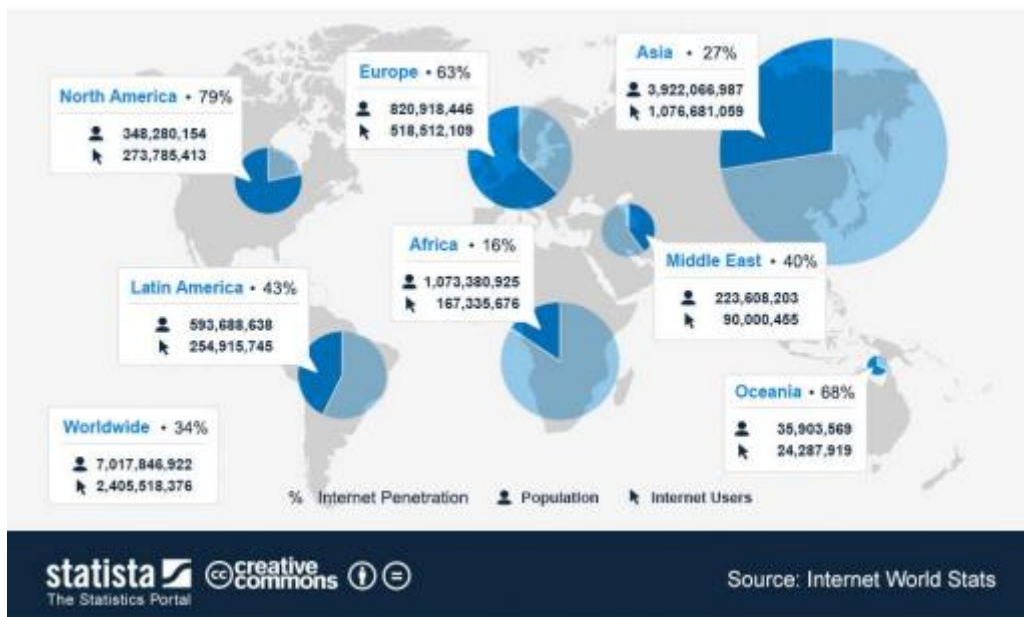 North America • 79%
348,280,154
273,785,413
Europe • 63%
820,918,446
518,512,109
Asia • 27%
3,922,066,987
1,076,681,059
Africa • 16%
1,073,380,925
167,335,676
Middle East • 40%
223,608,203
90,000,455
Latin America • 43%
593,688,638
254,915,745
Oceania • 68%
35,903,569
24,287,919
Worldwide • 34%
7,017,846,922
2,405,518,376
% Internet Penetration Population Internet Users
statista
The Statistics Portal
cc creative
commons
Source: Internet World Stats